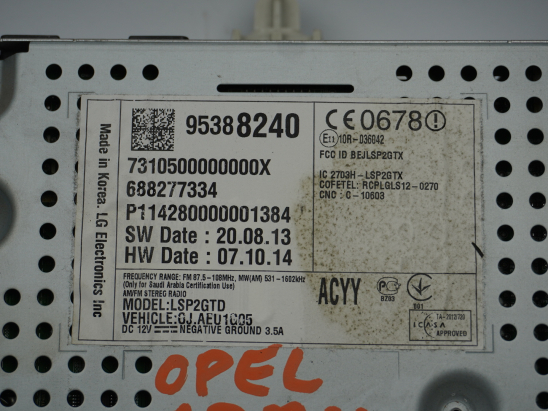 Made in Korea. LG Electronics Inc
95388240
7310500000000X
688277334
P114280000001384
SW Date : 20.08.13
HW Date : 07.10.14
CE0678
E11 10R-036042
FCC ID BEJLSP2GTX
IC 2703H-LSP2GTX
COFETEL: RCPLGLS12-0270
CNC: C-10603
FREQUENCY RANGE: FM 87.5-108MHz, MW(AM) 531-1602kHz
(Only for Saudi Arabia Certification Use)
AM/FM STEREO RADIO
MODEL:LSP2GTD
DC 12V NEGATIVE GROUND 3.5A
ACYY
ICASA
APPROVED
OPEL